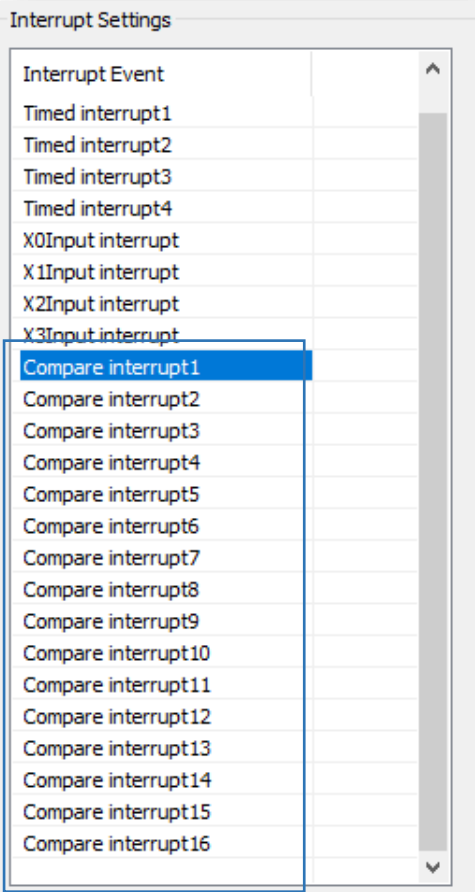 Interrupt Settings
Interrupt Event
Timed interrupt1
Timed interrupt2
Timed interrupt3
Timed interrupt4
X0Input interrupt
X1Input interrupt
X2Input interrupt
X3Input interrupt
Compare interrupt1
Compare interrupt2
Compare interrupt3
Compare interrupt4
Compare interrupt5
Compare interrupt6
Compare interrupt7
Compare interrupt8
Compare interrupt9
Compare interrupt10
Compare interrupt11
Compare interrupt12
Compare interrupt13
Compare interrupt14
Compare interrupt15
Compare interrupt16